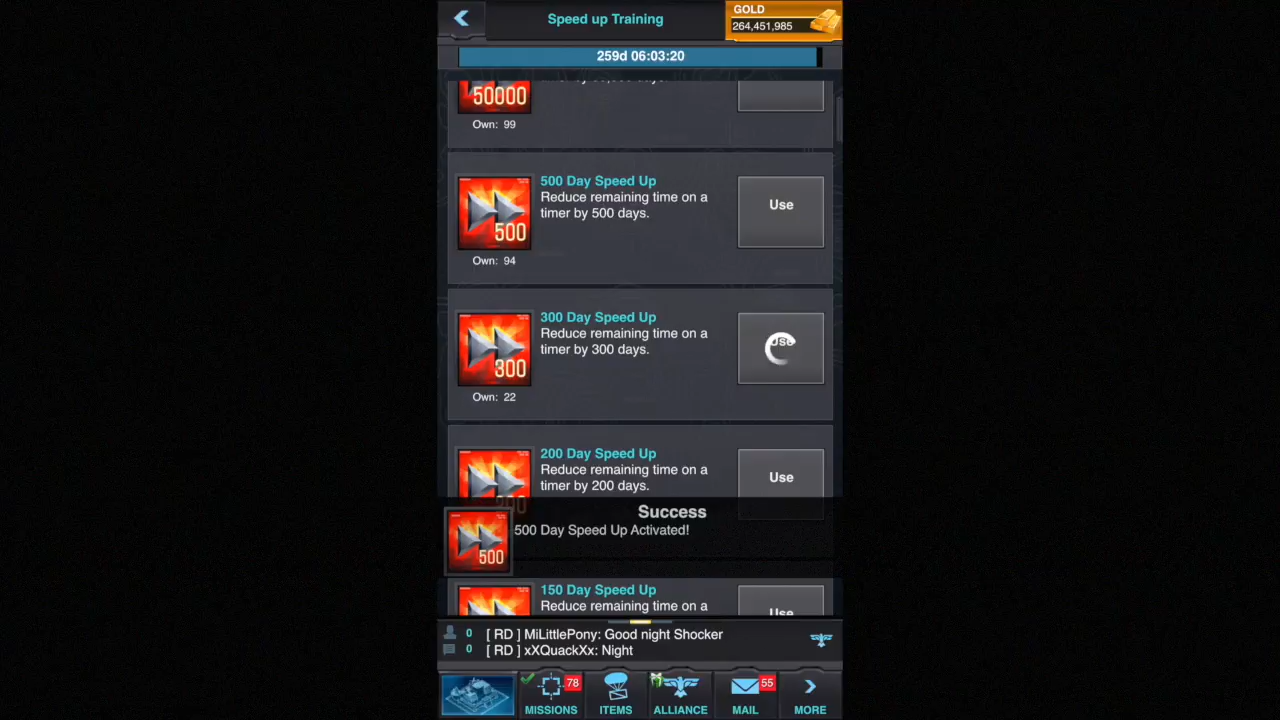 Speed up Training
GOLD
264,451,985
259d 06:03:20
50000
Own: 99
500 Day Speed Up
Reduce remaining time on a
timer by 500 days.
Use
500
Own: 94
300 Day Speed Up
Reduce remaining time on a
timer by 300 days.
Use
300
Own: 22
200 Day Speed Up
Reduce remaining time on a
timer by 200 days.
Use
200
Success
500 Day Speed Up Activated!
500
150 Day Speed Up
Reduce remaining time on a
Use
0 [ RD ] MiLittlePony: Good night Shocker
0 [ RD ] xXQuackXx: Night
78
55
MISSIONS
ITEMS
ALLIANCE
MAIL
MORE